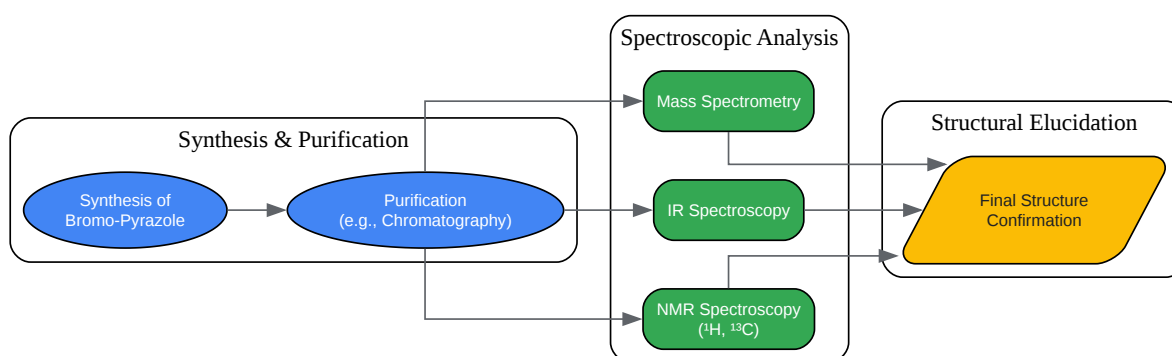 Synthesis & Purification
Synthesis of
Bromo-Pyrazole
Purification
(e.g., Chromatography)
Spectroscopic Analysis
Mass Spectrometry
IR Spectroscopy
NMR Spectroscopy
(¹H, ¹³C)
Structural Elucidation
Final Structure
Confirmation